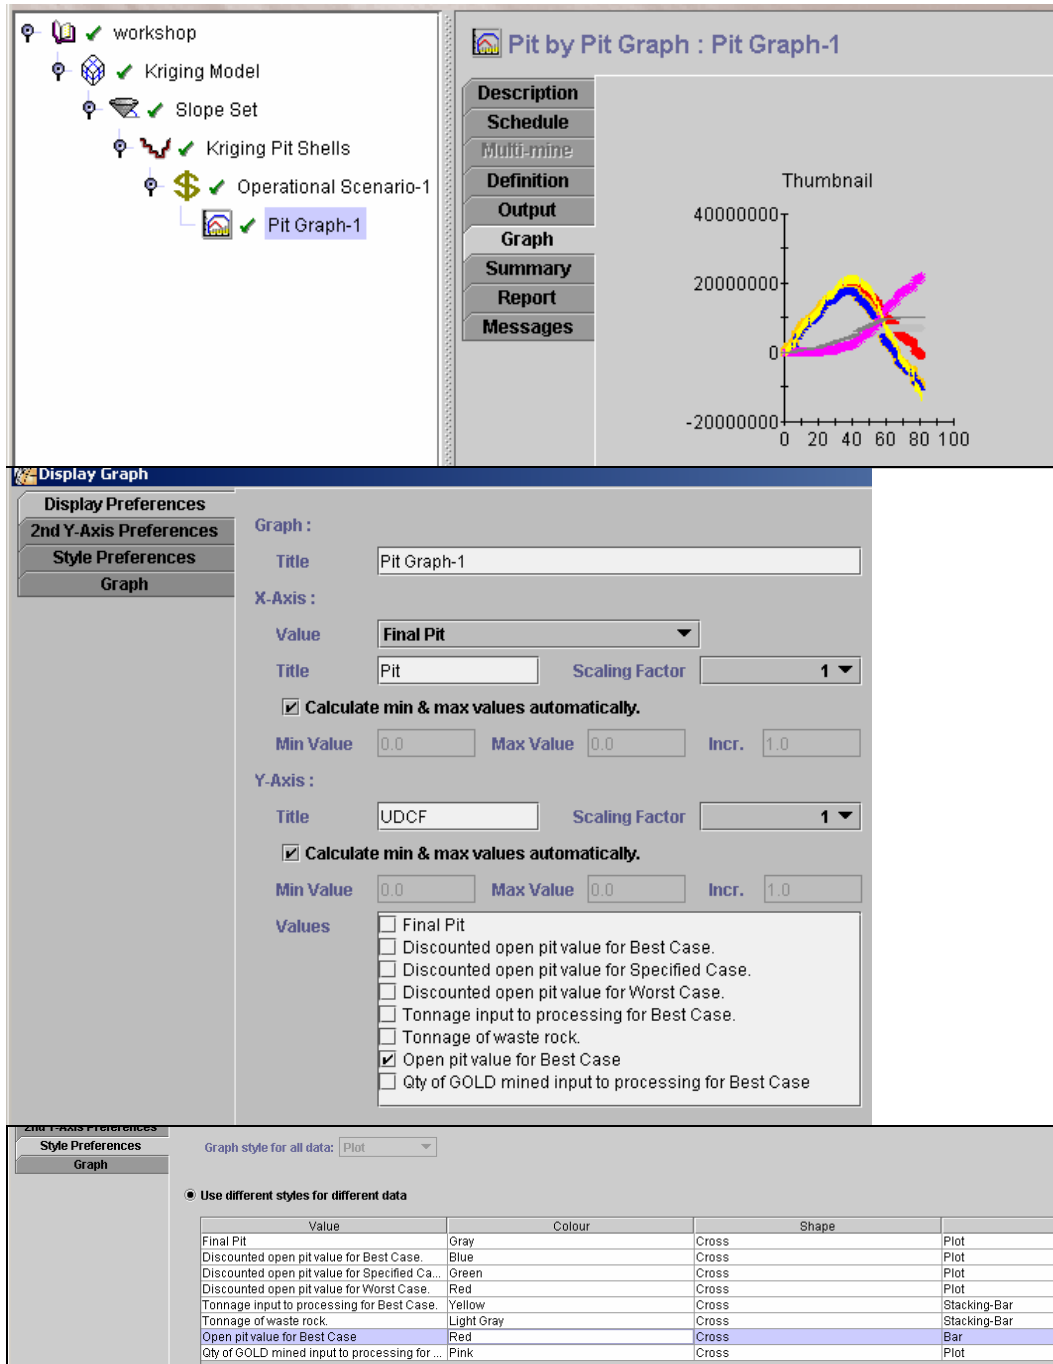 workshop
Kriging Model
Slope Set
Kriging Pit Shells
Operational Scenario-1
Pit Graph-1
Pit by Pit Graph : Pit Graph-1
Description
Schedule
Multi-mine
Definition
Output
Graph
Summary
Report
Messages
Thumbnail
40000000
20000000
0
-20000000
0 20 40 60 80 100
Display Graph
Display Preferences
2nd Y-Axis Preferences
Style Preferences
Graph
Graph :
Title Pit Graph-1
X-Axis :
Value Final Pit
Title Pit Scaling Factor 1
Calculate min & max values automatically.
Min Value 0.0 Max Value 0.0 Incr. 1.0
Y-Axis :
Title UDCF Scaling Factor 1
Calculate min & max values automatically.
Min Value 0.0 Max Value 0.0 Incr. 1.0
Values
Final Pit
Discounted open pit value for Best Case.
Discounted open pit value for Specified Case.
Discounted open pit value for Worst Case.
Tonnage input to processing for Best Case.
Tonnage of waste rock.
Open pit value for Best Case
Qty of GOLD mined input to processing for Best Case
2nd Y-Axis Preferences
Style Preferences
Graph
Graph style for all data: Plot
Use different styles for different data
Value Colour Shape
Final Pit Gray Cross Plot
Discounted open pit value for Best Case. Blue Cross Plot
Discounted open pit value for Specified Ca... Green Cross Plot
Discounted open pit value for Worst Case. Red Cross Plot
Tonnage input to processing for Best Case. Yellow Cross Stacking-Bar
Tonnage of waste rock. Light Gray Cross Stacking-Bar
Open pit value for Best Case Red Cross Bar
Qty of GOLD mined input to processing for ... Pink Cross Plot